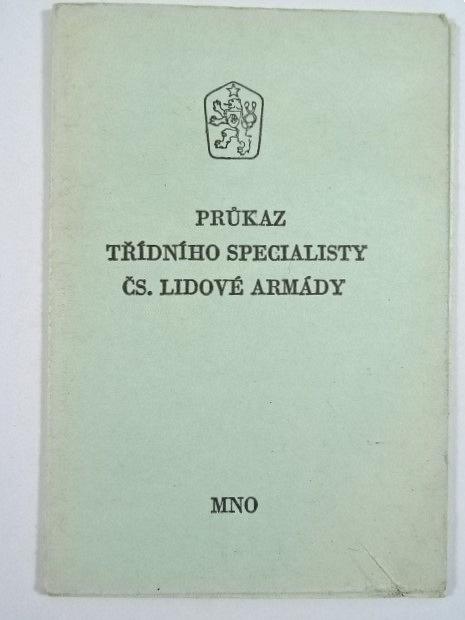 PRŮKAZ
TŘÍDNÍHO SPECIALISTY
ČS. LIDOVÉ ARMÁDY
MNO